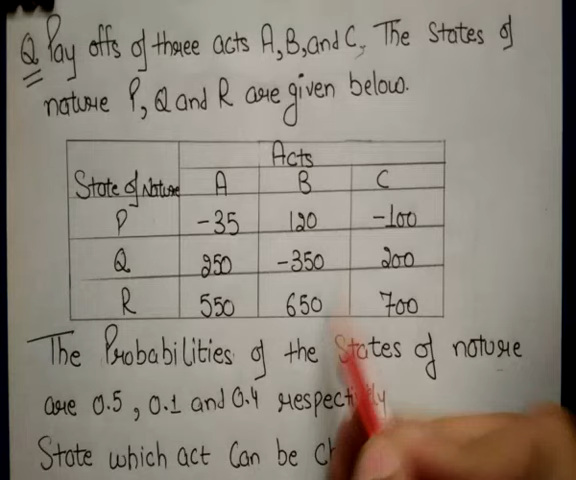 Q Pay offs of three acts A, B, and C, The States of
nature P, Q and R are given below.
Acts
State of Nature A B C
P -35 120 -100
Q 250 -350 200
R 550 650 700
The Probabilities of the States of nature
are 0.5, 0.1 and 0.4 respectively
State which act Can be